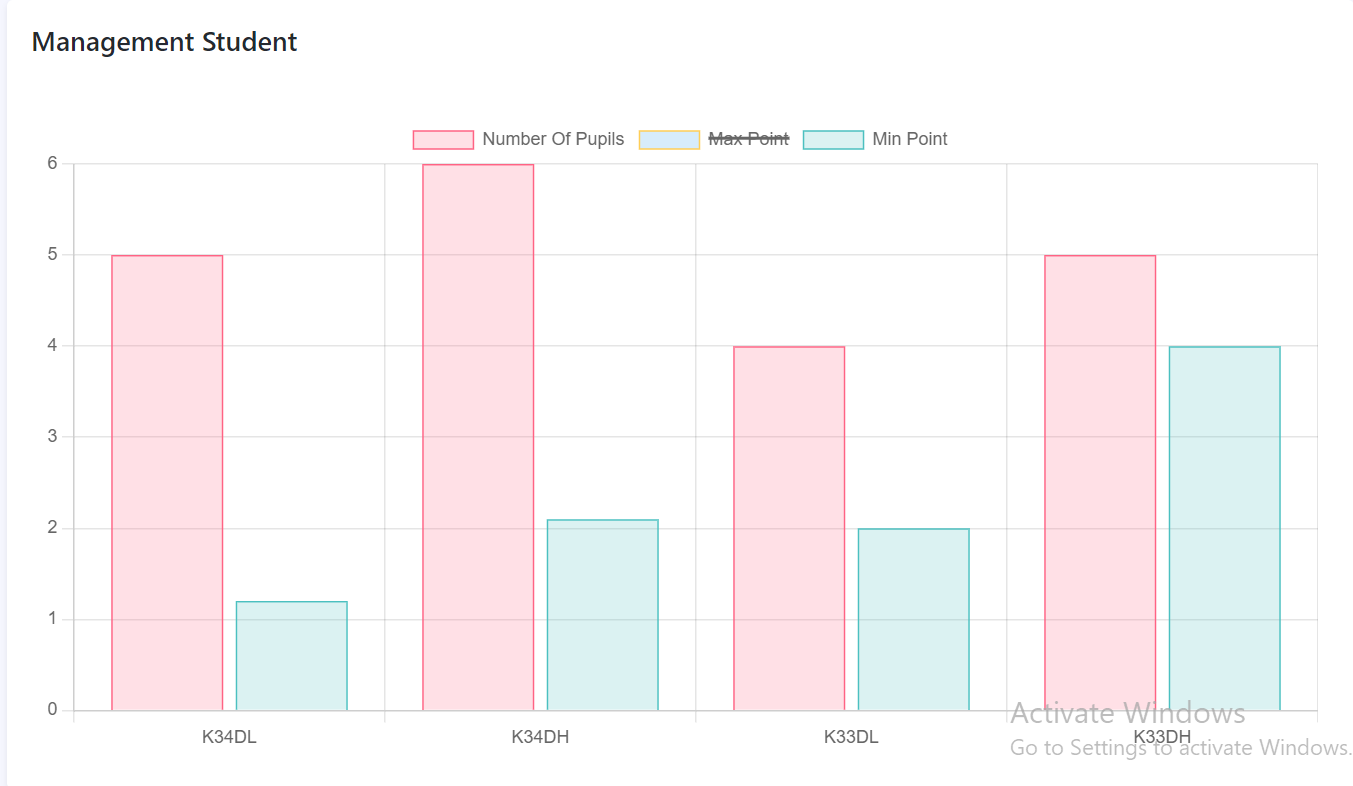 Management Student
Number Of Pupils Max Point Min Point
6
5
4
3
2
1
0
K34DL K34DH K33DL K33DH
Activate Windows
Go to Settings to activate Windows.